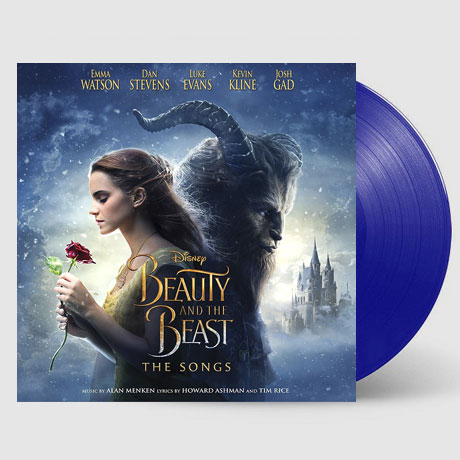 EMMA WATSON DAN STEVENS LUKE EVANS KEVIN KLINE JOSH GAD
Disney
BEAUTY
AND THE
BEAST
THE SONGS
MUSIC BY ALAN MENKEN LYRICS BY HOWARD ASHMAN AND TIM RICE